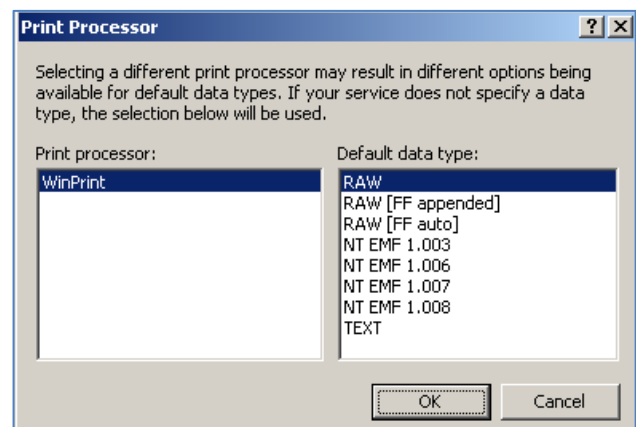 Print Processor
Selecting a different print processor may result in different options being
available for default data types. If your service does not specify a data
type, the selection below will be used.
Print processor:
WinPrint
Default data type:
RAW
RAW [FF appended]
RAW [FF auto]
NT EMF 1.003
NT EMF 1.006
NT EMF 1.007
NT EMF 1.008
TEXT
OK
Cancel